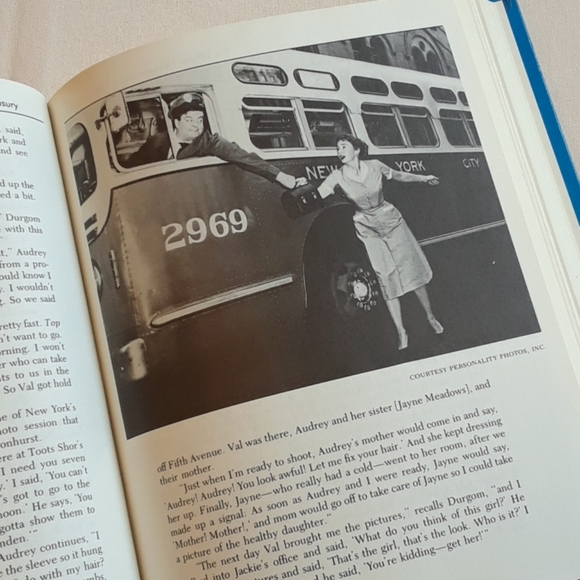 sury
said,
rk and
nd see
d up the
ed a bit.
Durgom
with this
t," Audrey
from a pro-
ould know I
y. I wouldn't
g. So we said
retty fast. Top
n't want to go.
orning. I won't
er who can take
ts to us in the
So Val got hold
e of New York's
hoto session that
onhurst.
ere at Toots Shor's
I need you seven
y.' I said, 'You can't
's got to go to the
oon.' He says, 'You
gotta show them to
nden.'"
Audrey continues, "I
e the sleeve so it hung
do with my hair?
NEW YORK CITY
2969
COURTESY PERSONALITY PHOTOS, INC.
off Fifth Avenue. Val was there, Audrey and her sister [Jayne Meadows], and
their mother.
"Just when I'm ready to shoot, Audrey's mother would come in and say,
'Audrey! Audrey! You look awful! Let me fix your hair.' And she kept dressing
her up. Finally, Jayne—who really had a cold—went to her room, after we
made up a signal: As soon as Audrey and I were ready, Jayne would say,
'Mother! Mother!,' and mom would go off to take care of Jayne so I could take
a picture of the healthy daughter."
"The next day Val brought me the pictures," recalls Durgom, "and I
into Jackie's office and said, 'What do you think of this girl?' He
and said, 'That's the girl, that's the look. Who is it?' I
he said, 'You're kidding—get her!'"